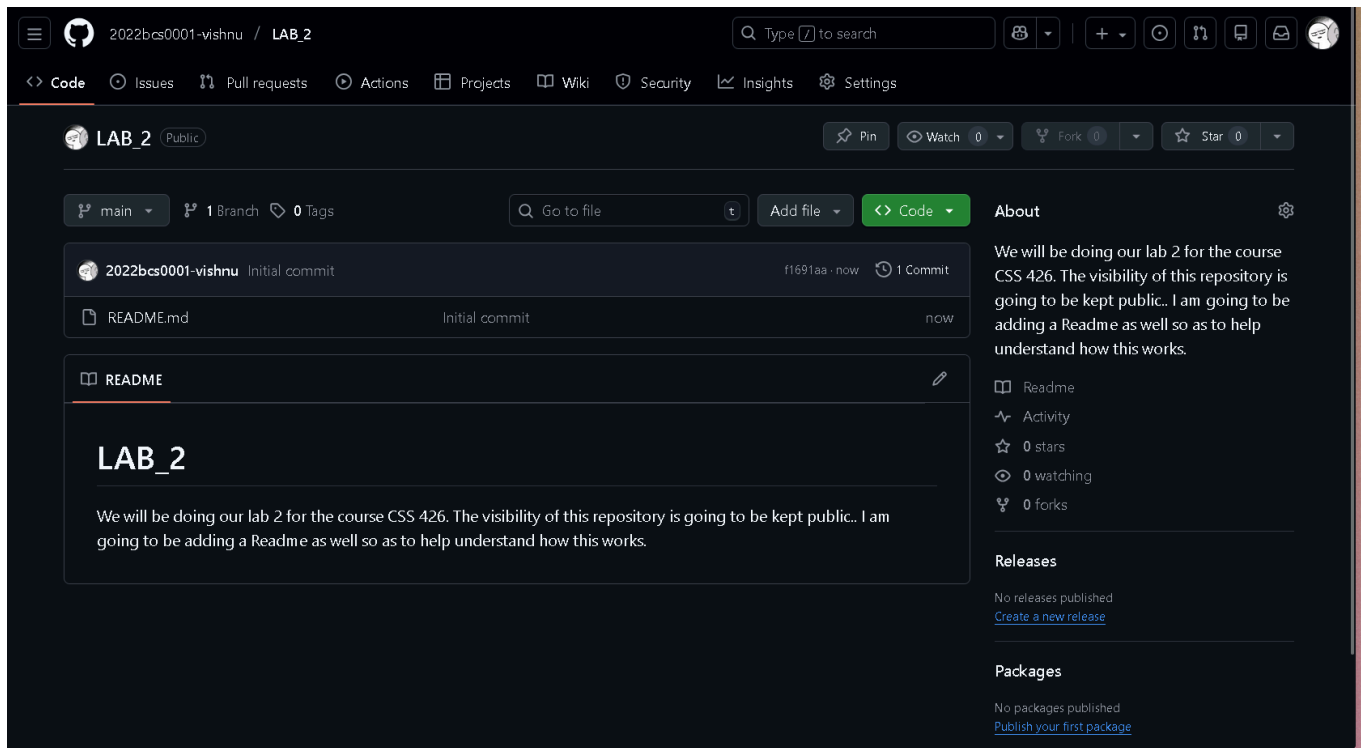 2022bcs0001-vishnu / LAB_2
Type / to search
Code Issues Pull requests Actions Projects Wiki Security Insights Settings
LAB_2 Public
Pin Watch 0 Fork 0 Star 0
main 1 Branch 0 Tags
Go to file t Add file Code
2022bcs0001-vishnu Initial commit f1691aa · now 1 Commit
README.md Initial commit now
README
LAB_2
We will be doing our lab 2 for the course CSS 426. The visibility of this repository is going to be kept public.. I am
going to be adding a Readme as well so as to help understand how this works.
About
We will be doing our lab 2 for the course
CSS 426. The visibility of this repository is
going to be kept public.. I am going to be
adding a Readme as well so as to help
understand how this works.
Readme
Activity
0 stars
0 watching
0 forks
Releases
No releases published
Create a new release
Packages
No packages published
Publish your first package